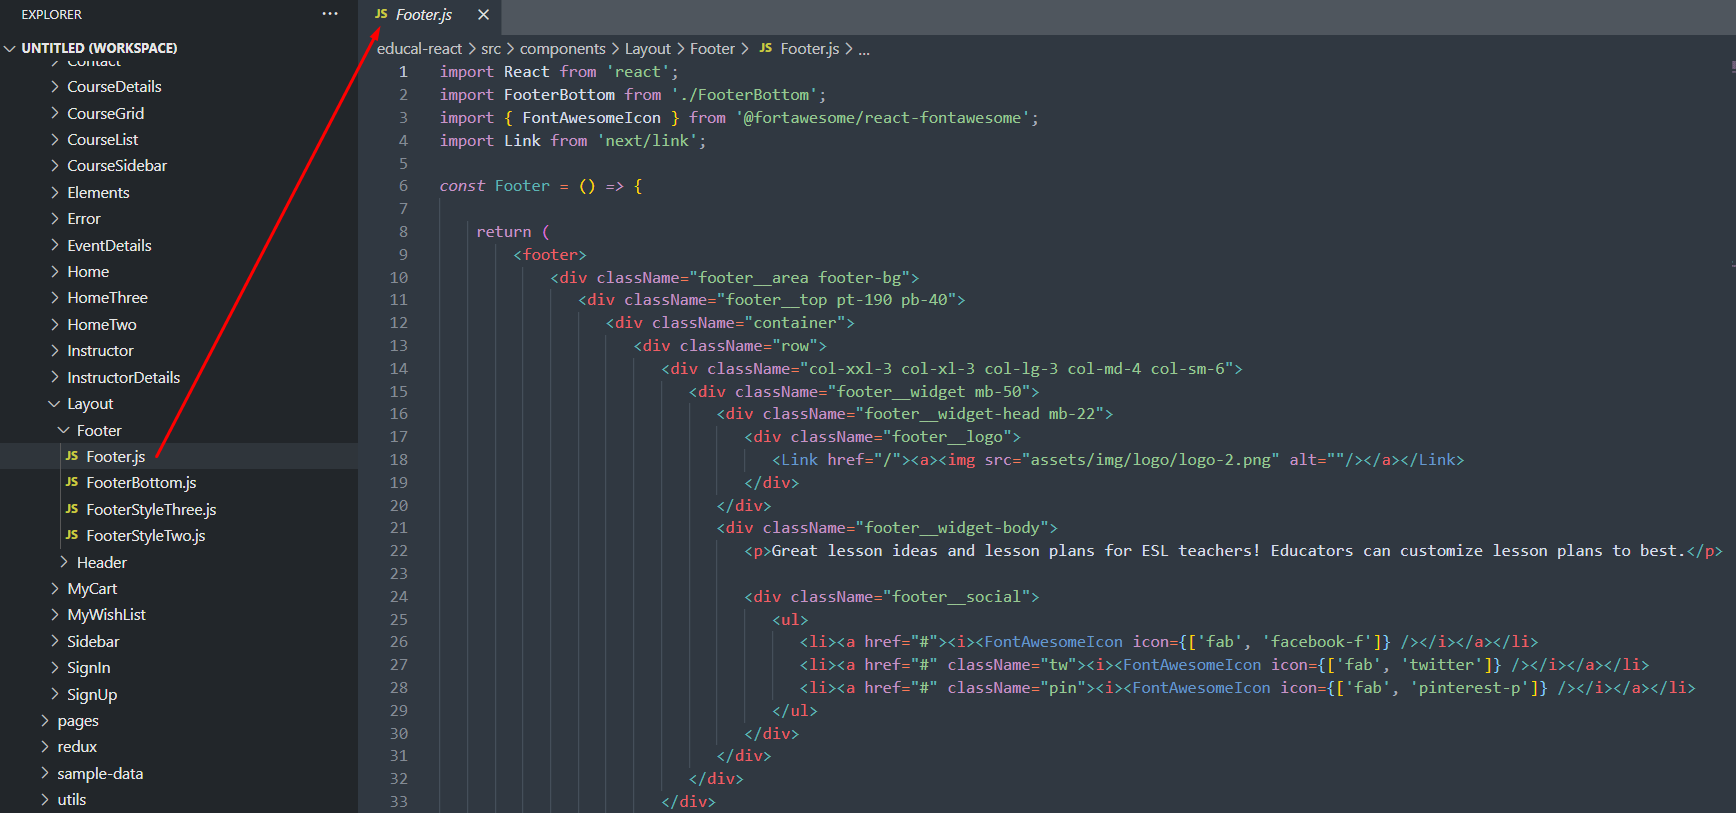 EXPLORER
UNTITLED (WORKSPACE)
Contact
CourseDetails
CourseGrid
CourseList
CourseSidebar
Elements
Error
EventDetails
Home
HomeThree
HomeTwo
Instructor
InstructorDetails
Layout
Footer
JS Footer.js
JS FooterBottom.js
JS FooterStyleThree.js
JS FooterStyleTwo.js
Header
MyCart
MyWishList
Sidebar
SignIn
SignUp
pages
redux
sample-data
utils
JS Footer.js
educal-react > src > components > Layout > Footer > JS Footer.js > ...
1 import React from 'react';
2 import FooterBottom from './FooterBottom';
3 import { FontAwesomeIcon } from '@fortawesome/react-fontawesome';
4 import Link from 'next/link';
5
6 const Footer = () => {
7
8 return (
9 <footer>
10 <div className="footer__area footer-bg">
11 <div className="footer__top pt-190 pb-40">
12 <div className="container">
13 <div className="row">
14 <div className="col-xxl-3 col-xl-3 col-lg-3 col-md-4 col-sm-6">
15 <div className="footer__widget mb-50">
16 <div className="footer__widget-head mb-22">
17 <div className="footer__logo">
18 <Link href="/"><a><img src="assets/img/logo/logo-2.png" alt=""/></a></Link>
19 </div>
20 </div>
21 <div className="footer__widget-body">
22 <p>Great lesson ideas and lesson plans for ESL teachers! Educators can customize lesson plans to best.</p>
23
24 <div className="footer__social">
25 <ul>
26 <li><a href="#"><i><FontAwesomeIcon icon={['fab', 'facebook-f']} /></i></a></li>
27 <li><a href="#" className="tw"><i><FontAwesomeIcon icon={['fab', 'twitter']} /></i></a></li>
28 <li><a href="#" className="pin"><i><FontAwesomeIcon icon={['fab', 'pinterest-p']} /></i></a></li>
29 </ul>
30 </div>
31 </div>
32 </div>
33 </div>